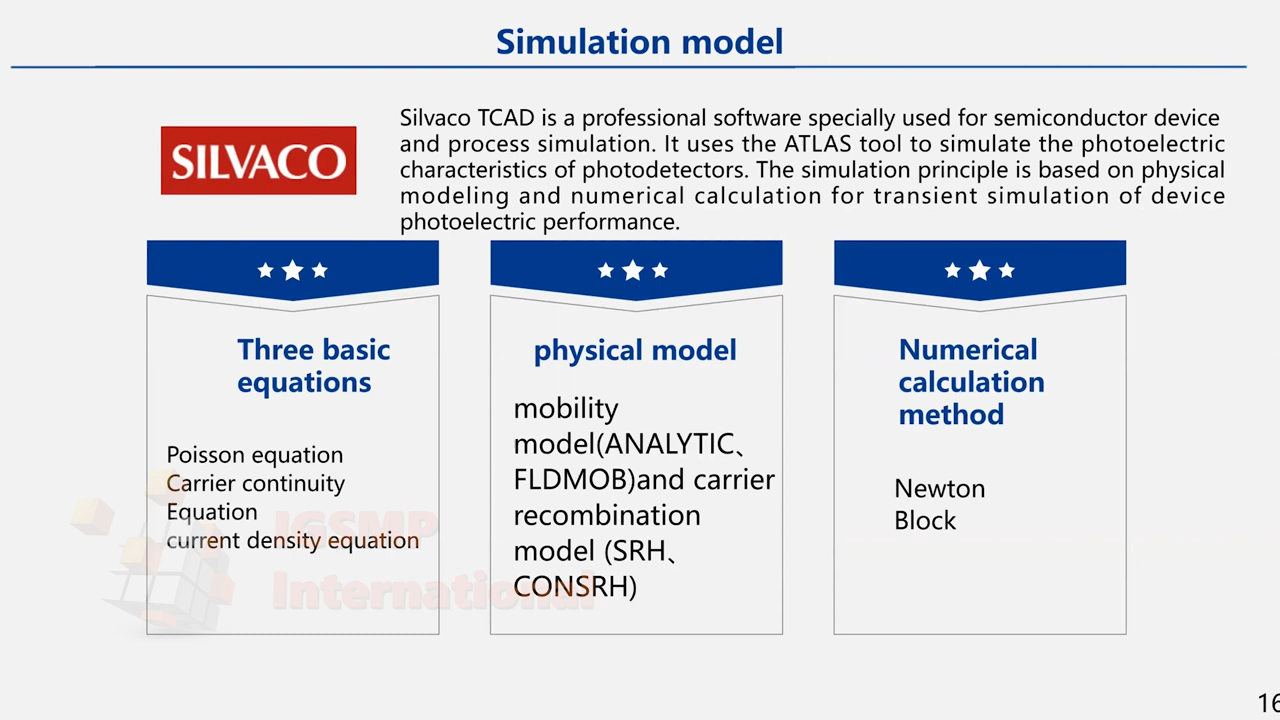 Simulation model
SILVACO
Silvaco TCAD is a professional software specially used for semiconductor device
and process simulation. It uses the ATLAS tool to simulate the photoelectric
characteristics of photodetectors. The simulation principle is based on physical
modeling and numerical calculation for transient simulation of device
photoelectric performance.
Three basic
equations
Poisson equation
Carrier continuity
Equation
current density equation
physical model
mobility
model(ANALYTIC、
FLDMOB)and carrier
recombination
model (SRH、
CONSRH)
Numerical
calculation
method
Newton
Block
IGSMP
International
16